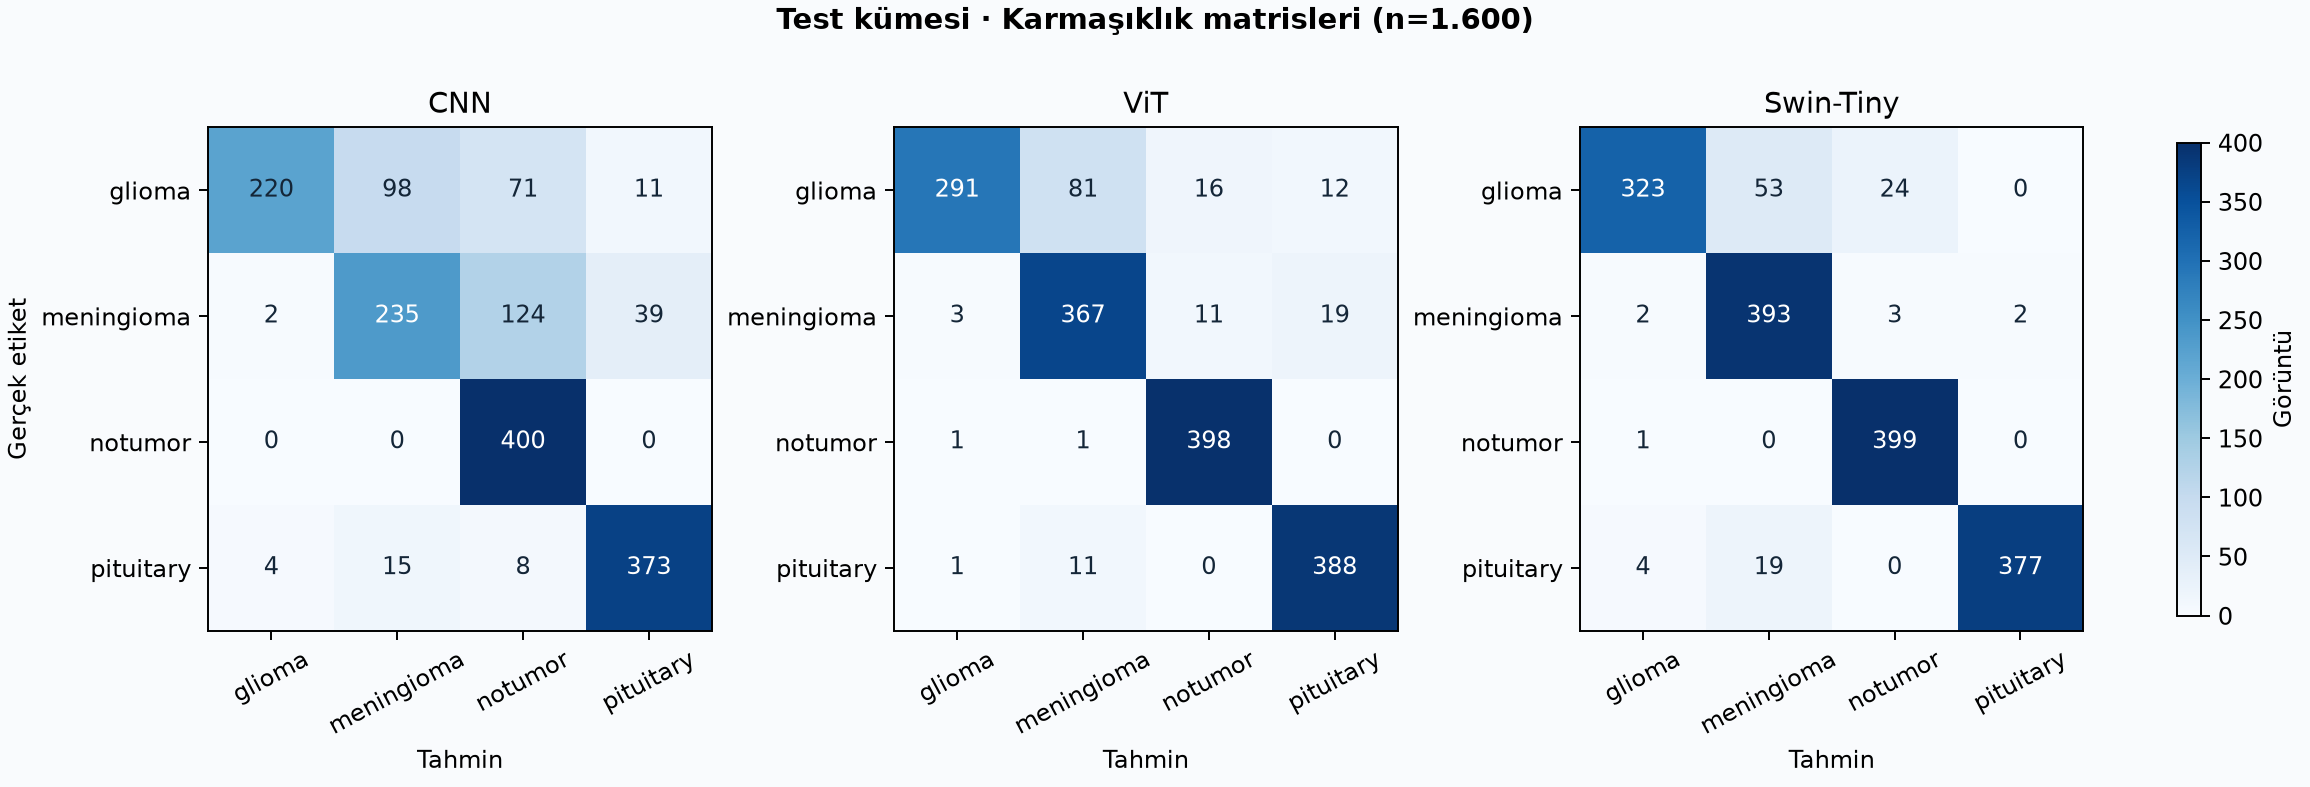 Test kümesi · Karmaşıklık matrisleri (n=1.600)
CNN
Gerçek etiket
glioma 220 98 71 11
meningioma 2 235 124 39
notumor 0 0 400 0
pituitary 4 15 8 373
glioma meningioma notumor pituitary
Tahmin
ViT
glioma 291 81 16 12
meningioma 3 367 11 19
notumor 1 1 398 0
pituitary 1 11 0 388
glioma meningioma notumor pituitary
Tahmin
Swin-Tiny
glioma 323 53 24 0
meningioma 2 393 3 2
notumor 1 0 399 0
pituitary 4 19 0 377
glioma meningioma notumor pituitary
Tahmin
400
350
300
250
200
150
100
50
0
Görüntü